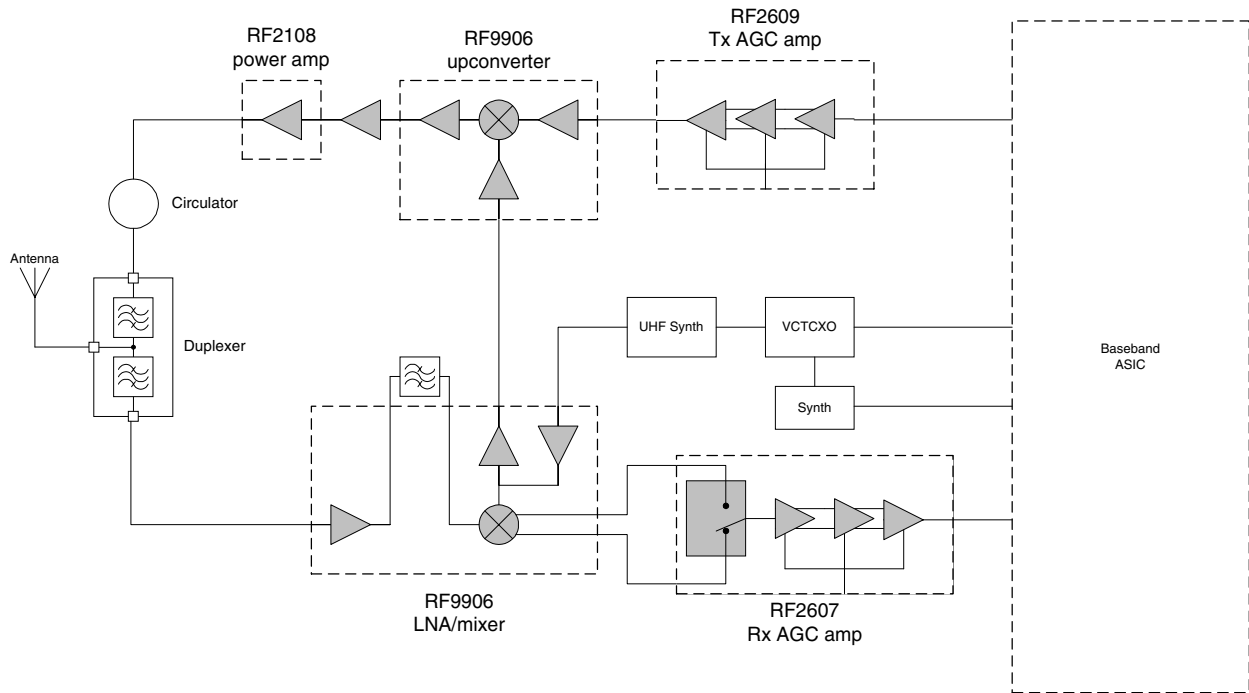 RF2609
Tx AGC amp
RF2108
power amp
RF9906
upconverter
Circulator
Antenna
Duplexer
UHF Synth
VCTCXO
Synth
Baseband
ASIC
RF9906
LNA/mixer
RF2607
Rx AGC amp